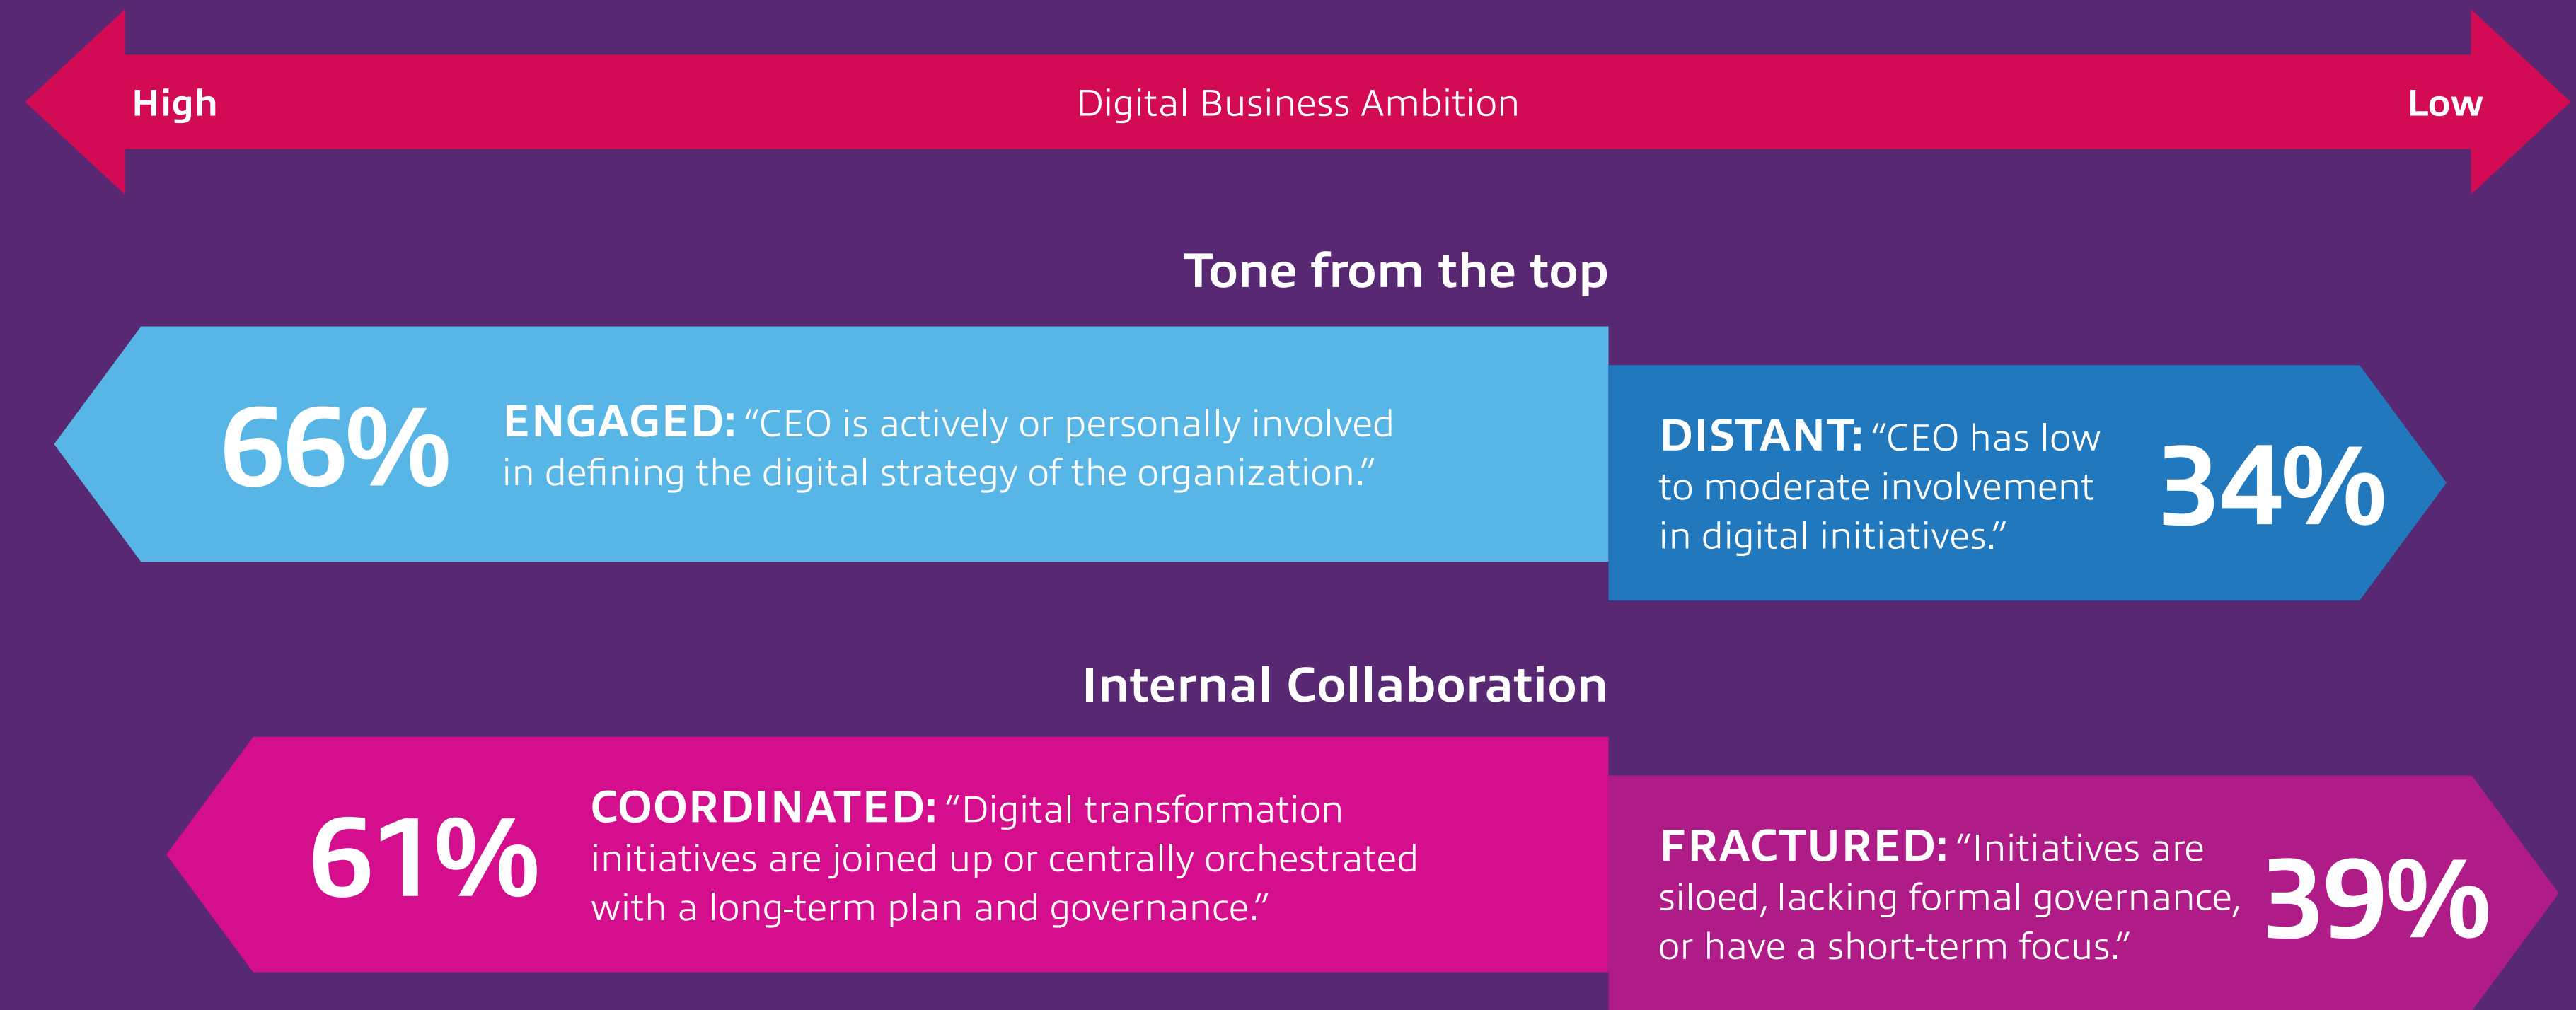 High
Digital Business Ambition
Low
Tone from the top
66%
ENGAGED: “CEO is actively or personally involved
in defining the digital strategy of the organization.”
DISTANT: “CEO has low
to moderate involvement
in digital initiatives.”
34%
Internal Collaboration
61%
COORDINATED: “Digital transformation
initiatives are joined up or centrally orchestrated
with a long-term plan and governance.”
FRACTURED: “Initiatives are
siloed, lacking formal governance,
or have a short-term focus.”
39%